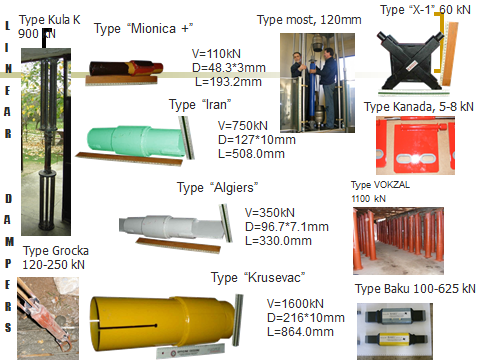 LINEAR DAMPERS
Type Kula K
900 kN
Type “Mionica +”
V=110kN
D=48.3*3mm
L=193.2mm
Type most, 120mm
Type “X-1” 60 kN
Type “Iran”
V=750kN
D=127*10mm
L=508.0mm
Type Kanada, 5-8 kN
Type “Algiers”
V=350kN
D=96.7*7.1mm
L=330.0mm
Type VOKZAL
1100 kN
Type Grocka
120-250 kN
Type “Krusevac”
V=1600kN
D=216*10mm
L=864.0mm
Type Baku 100-625 kN